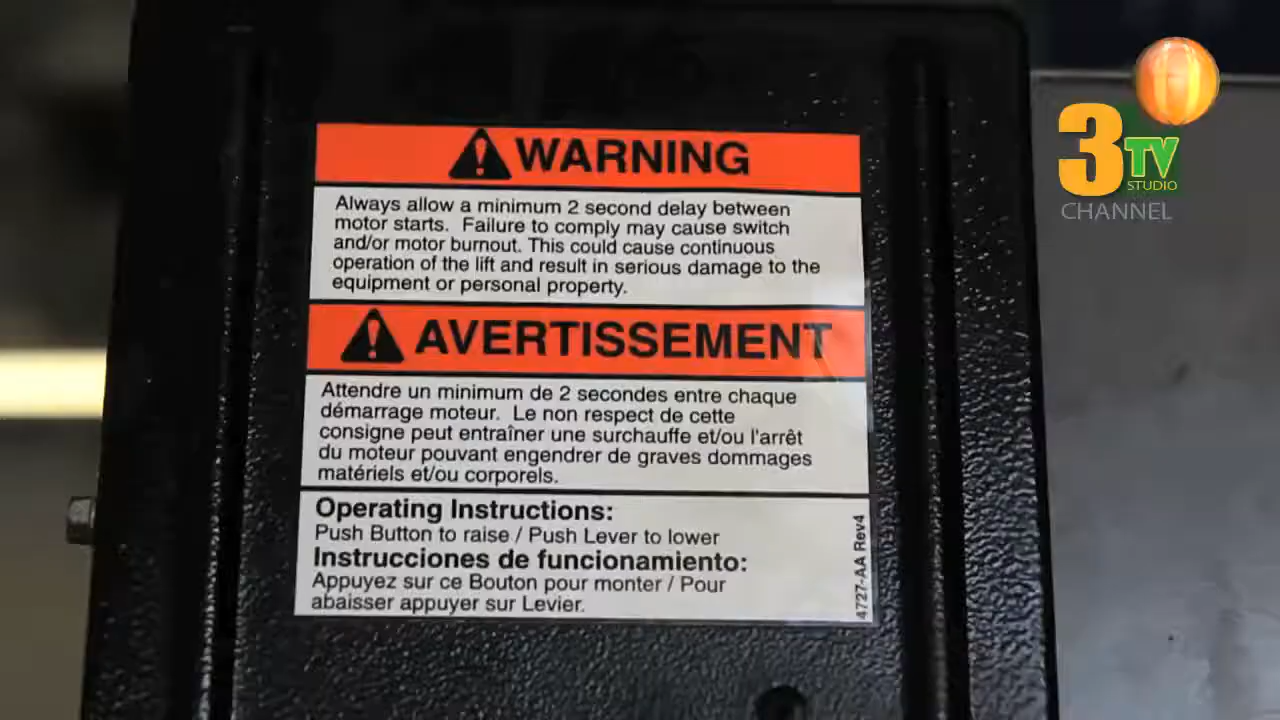 WARNING
Always allow a minimum 2 second delay between
motor starts. Failure to comply may cause switch
and/or motor burnout. This could cause continuous
operation of the lift and result in serious damage to the
equipment or personal property.
AVERTISSEMENT
Attendre un minimum de 2 secondes entre chaque
démarrage moteur. Le non respect de cette
consigne peut entraîner une surchauffe et/ou l'arrêt
du moteur pouvant engendrer de graves dommages
matériels et/ou corporels.
Operating Instructions:
Push Button to raise / Push Lever to lower
Instrucciones de funcionamiento:
Appuyez sur ce Bouton pour monter / Pour
abaisser appuyer sur Levier.
4727-AA Rev4
3TV
STUDIO
CHANNEL